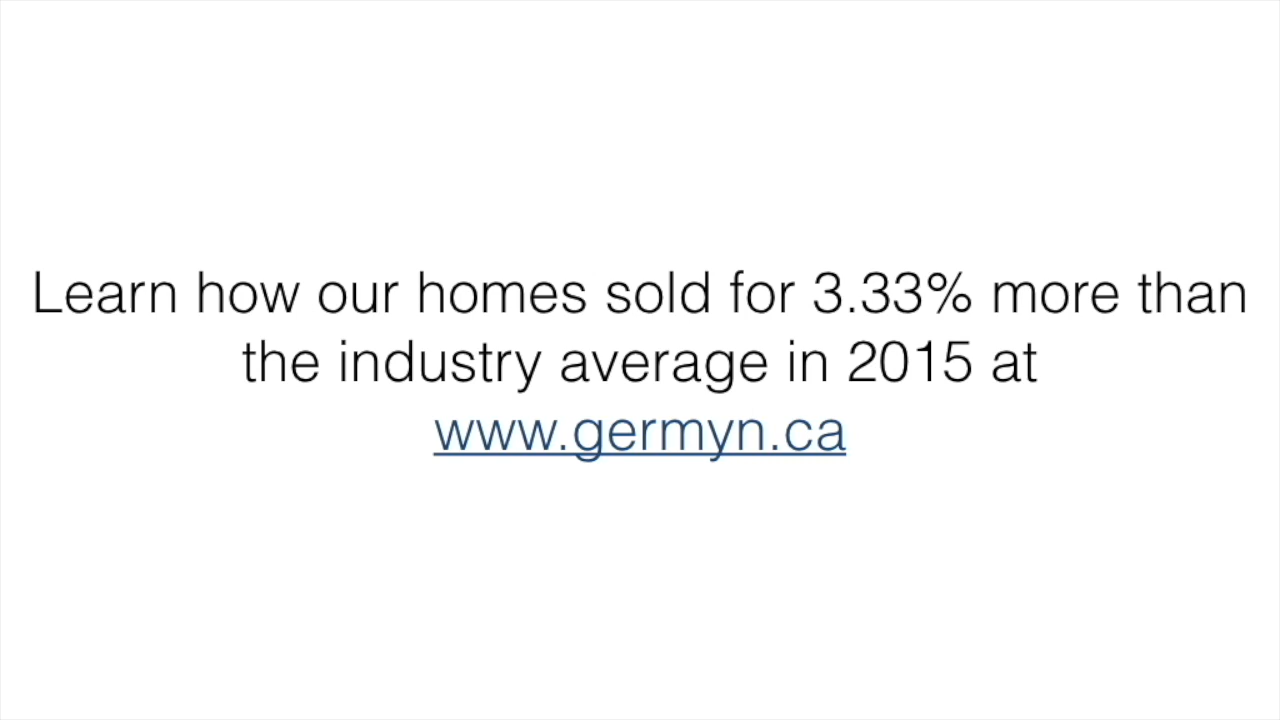 Learn how our homes sold for 3.33% more than
the industry average in 2015 at
www.germyn.ca